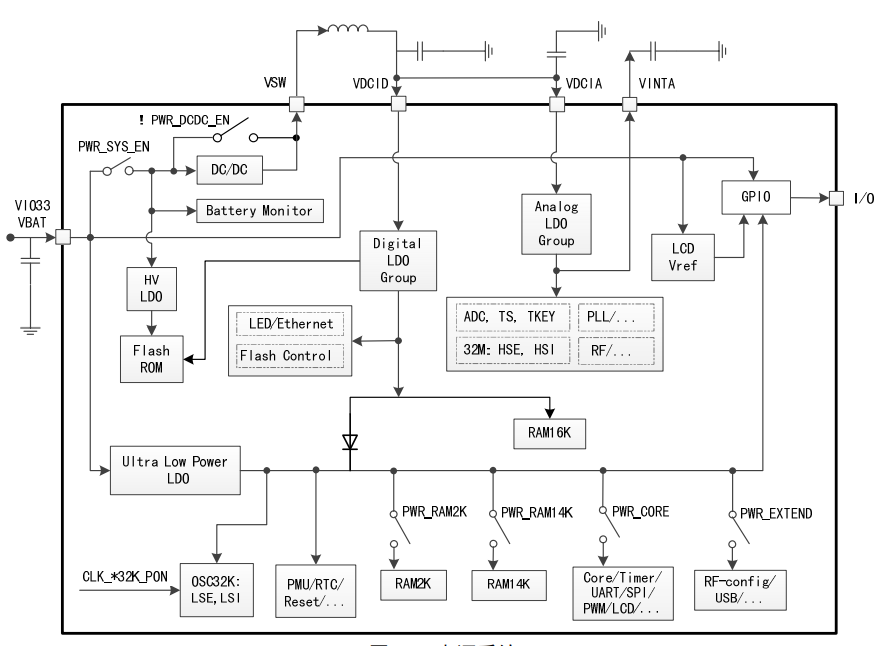 VSW
VDCID
VDCIA
VINTA
! PWR_DCDC_EN
PWR_SYS_EN
DC/DC
Battery Monitor
VIO33
VBAT
GPIO
I/O
Analog
LDO
Group
Digital
LDO
Group
LCD
Vref
HV
LDO
Flash
ROM
LED/Ethernet
Flash Control
ADC, TS, TKEY
PLL/...
32M: HSE, HSI
RF/...
RAM16K
Ultra Low Power
LDO
PWR_RAM2K
PWR_RAM14K
PWR_CORE
PWR_EXTEND
CLK_*32K_PON
OSC32K:
LSE,LSI
PMU/RTC/
Reset/...
RAM2K
RAM14K
Core/Timer/
UART/SPI/
PWM/LCD/...
RF-config/
USB/...